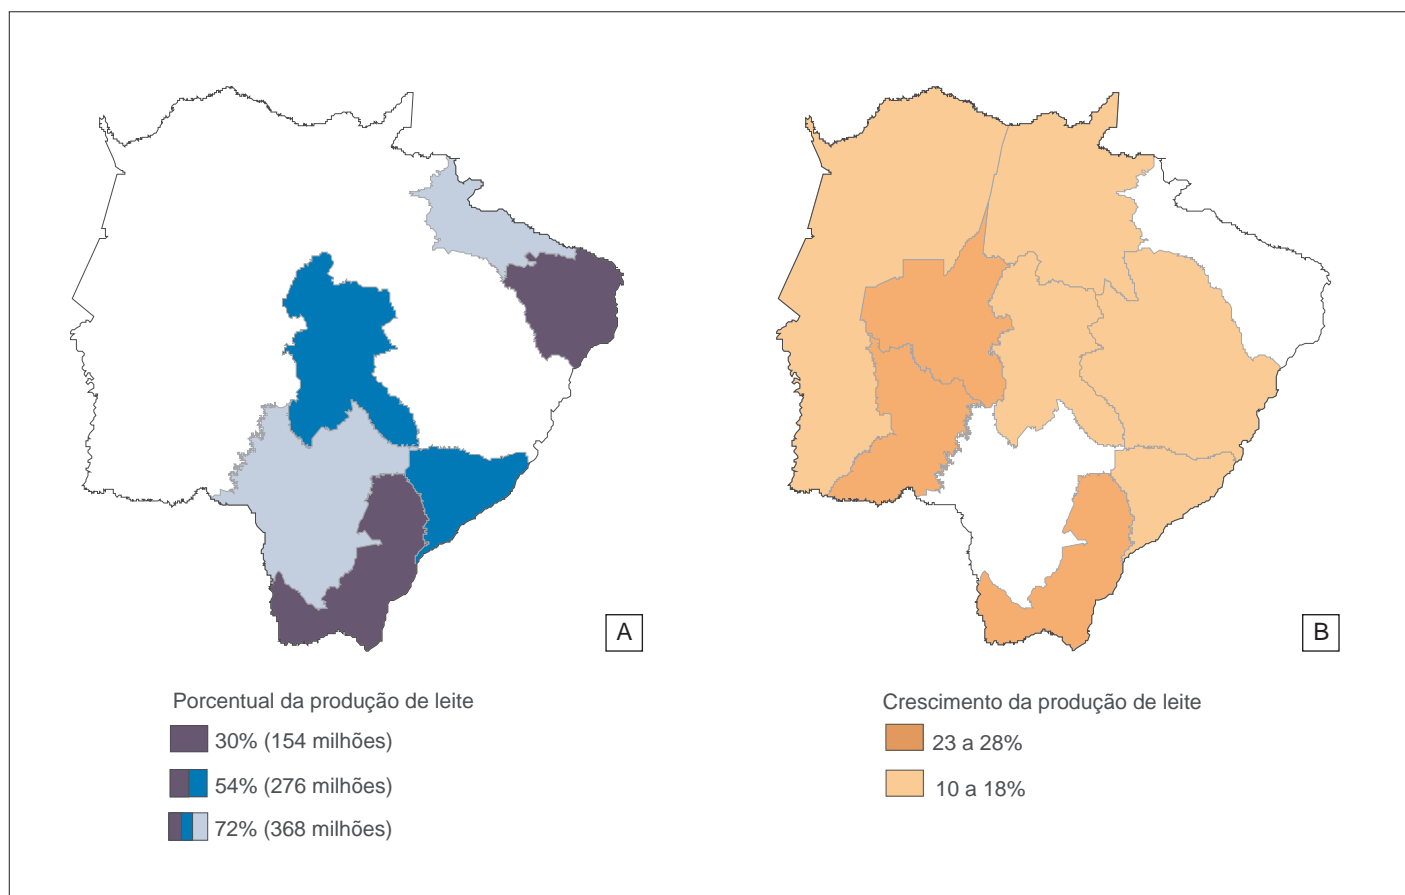 A
B
Porcentual da produção de leite
30% (154 milhões)
54% (276 milhões)
72% (368 milhões)
Crescimento da produção de leite
23 a 28%
10 a 18%